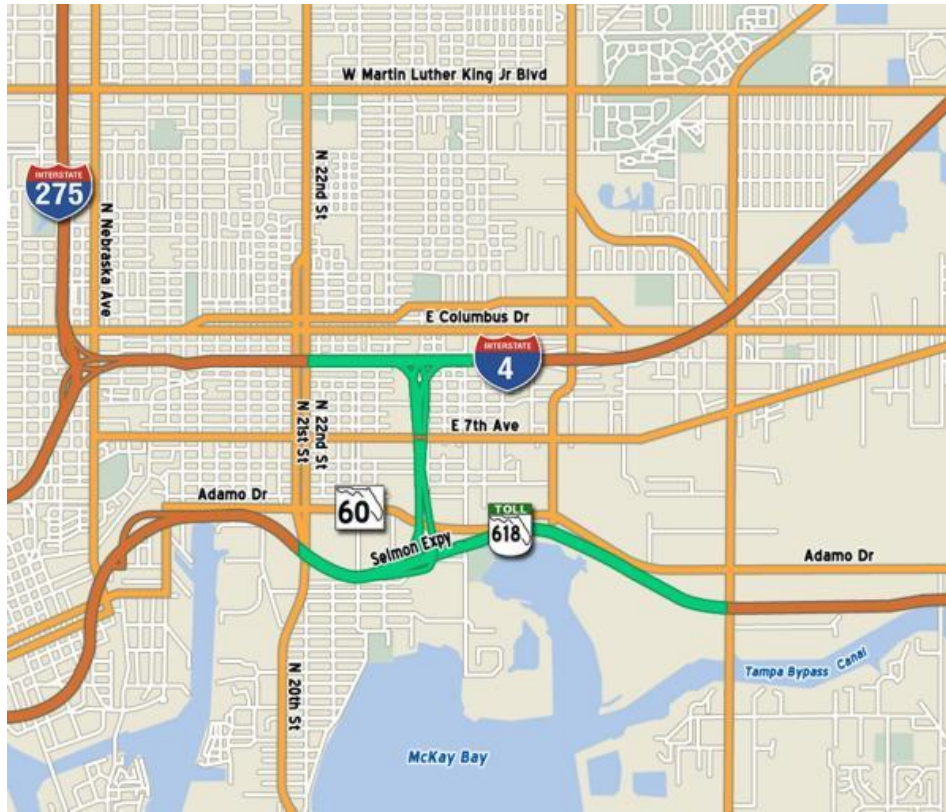 W Martin Luther King Jr Blvd
N 22nd St
INTERSTATE
275
N Nebraska Ave
E Columbus Dr
INTERSTATE
4
N 21st St
N 22nd St
E 7th Ave
Adamo Dr
60
TOLL
618
Selmon Expy
Adamo Dr
Tampa Bypass Canal
N 20th St
McKay Bay